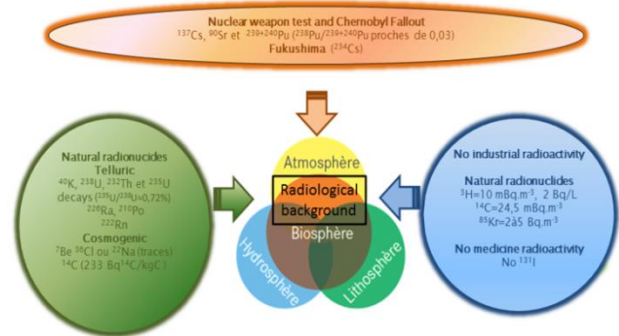 Nuclear weapon test and Chernobyl Fallout
¹³⁷Cs, ⁹⁰Sr et ²³⁹⁺²⁴⁰Pu (²³⁸Pu/²³⁹⁺²⁴⁰Pu proches de 0,03)
Fukushima (¹³⁴Cs)
Natural radionucides
Telluric
⁴⁰K, ²³⁸U, ²³²Th et ²³⁵U
decays (²³⁵U/²³⁸U=0,72%)
²²⁶Ra, ²¹⁰Po
²²²Rn
Cosmogenic
⁷Be ³⁶Cl ou ²²Na (traces)
¹⁴C (233 Bq¹⁴C/kgC)
Atmosphère
Radiological
background
Biosphère
Hydrosphère
Lithosphère
No industrial radioactivity
Natural radionuclides
³H=10 mBq.m⁻³, 2 Bq/L
¹⁴C=24,5 mBq.m⁻³
⁸⁵Kr=2à5 Bq.m⁻³
No medicine radioactivity
No ¹³¹I